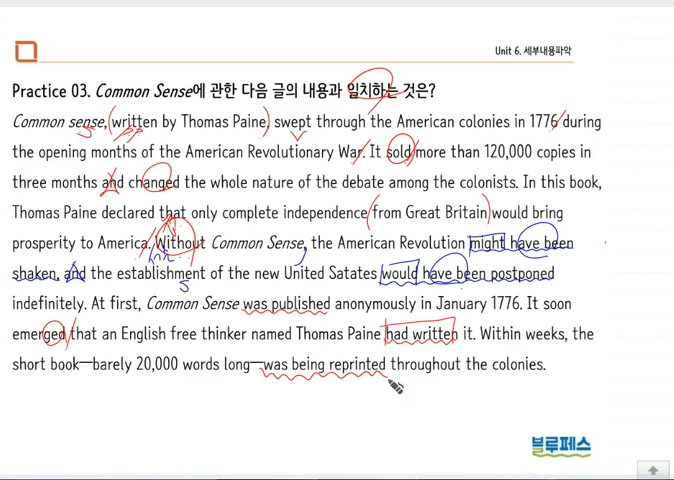 Unit 6. 세부내용파악
Practice 03. Common Sense에 관한 다음 글의 내용과 일치하는 것은?
Common sense, written by Thomas Paine, swept through the American colonies in 1776 during
the opening months of the American Revolutionary War. It sold more than 120,000 copies in
three months and changed the whole nature of the debate among the colonists. In this book,
Thomas Paine declared that only complete independence from Great Britain would bring
prosperity to America. Without Common Sense, the American Revolution might have been
shaken, and the establishment of the new United Satates would have been postponed
indefinitely. At first, Common Sense was published anonymously in January 1776. It soon
emerged that an English free thinker named Thomas Paine had written it. Within weeks, the
short book—barely 20,000 words long—was being reprinted throughout the colonies.
블루페스